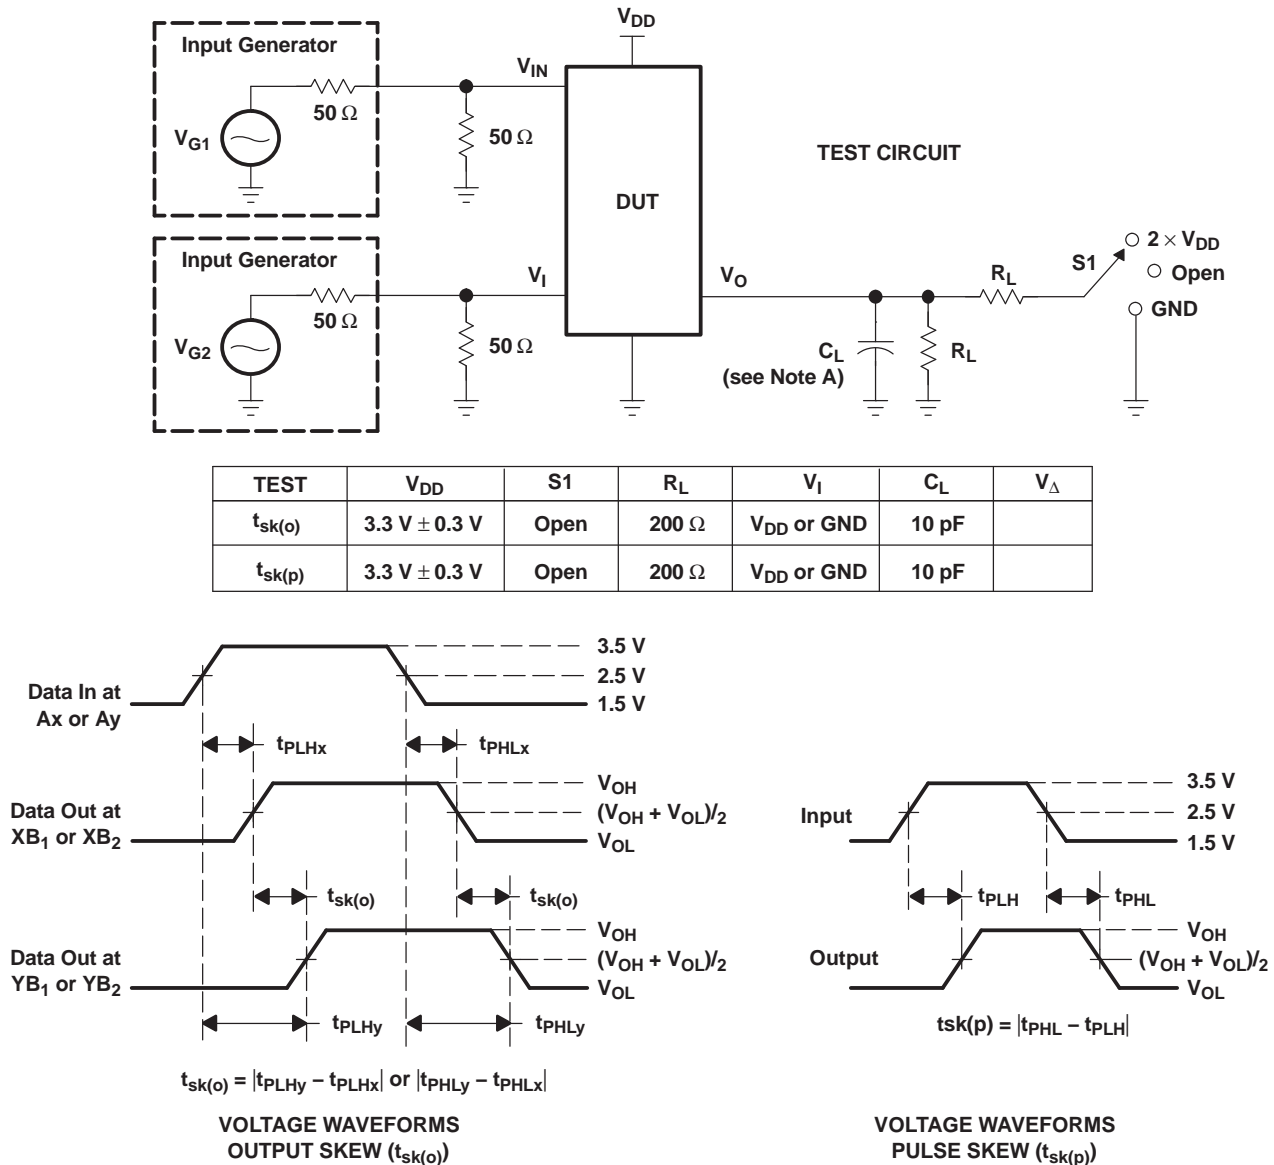 V_DD
Input Generator
V_IN
50 Ω
V_G1
50 Ω
TEST CIRCUIT
DUT
Input Generator
V_I
V_O
50 Ω
V_G2
50 Ω
R_L
S1
2 × V_DD
Open
GND
C_L
(see Note A)
R_L
TEST V_DD S1 R_L V_I C_L V_Δ
t_sk(o) 3.3 V ± 0.3 V Open 200 Ω V_DD or GND 10 pF
t_sk(p) 3.3 V ± 0.3 V Open 200 Ω V_DD or GND 10 pF
Data In at
Ax or Ay
3.5 V
2.5 V
1.5 V
t_PLHx
t_PHLx
Data Out at
XB_1 or XB_2
V_OH
(V_OH + V_OL)/2
V_OL
t_sk(o)
t_sk(o)
Data Out at
YB_1 or YB_2
V_OH
(V_OH + V_OL)/2
V_OL
t_PLHy
t_PHLy
t_sk(o) = |t_PLHy − t_PLHx| or |t_PHLy − t_PHLx|
VOLTAGE WAVEFORMS
OUTPUT SKEW (t_sk(o))
Input
3.5 V
2.5 V
1.5 V
t_PLH
t_PHL
Output
V_OH
(V_OH + V_OL)/2
V_OL
tsk(p) = |t_PHL − t_PLH|
VOLTAGE WAVEFORMS
PULSE SKEW (t_sk(p))